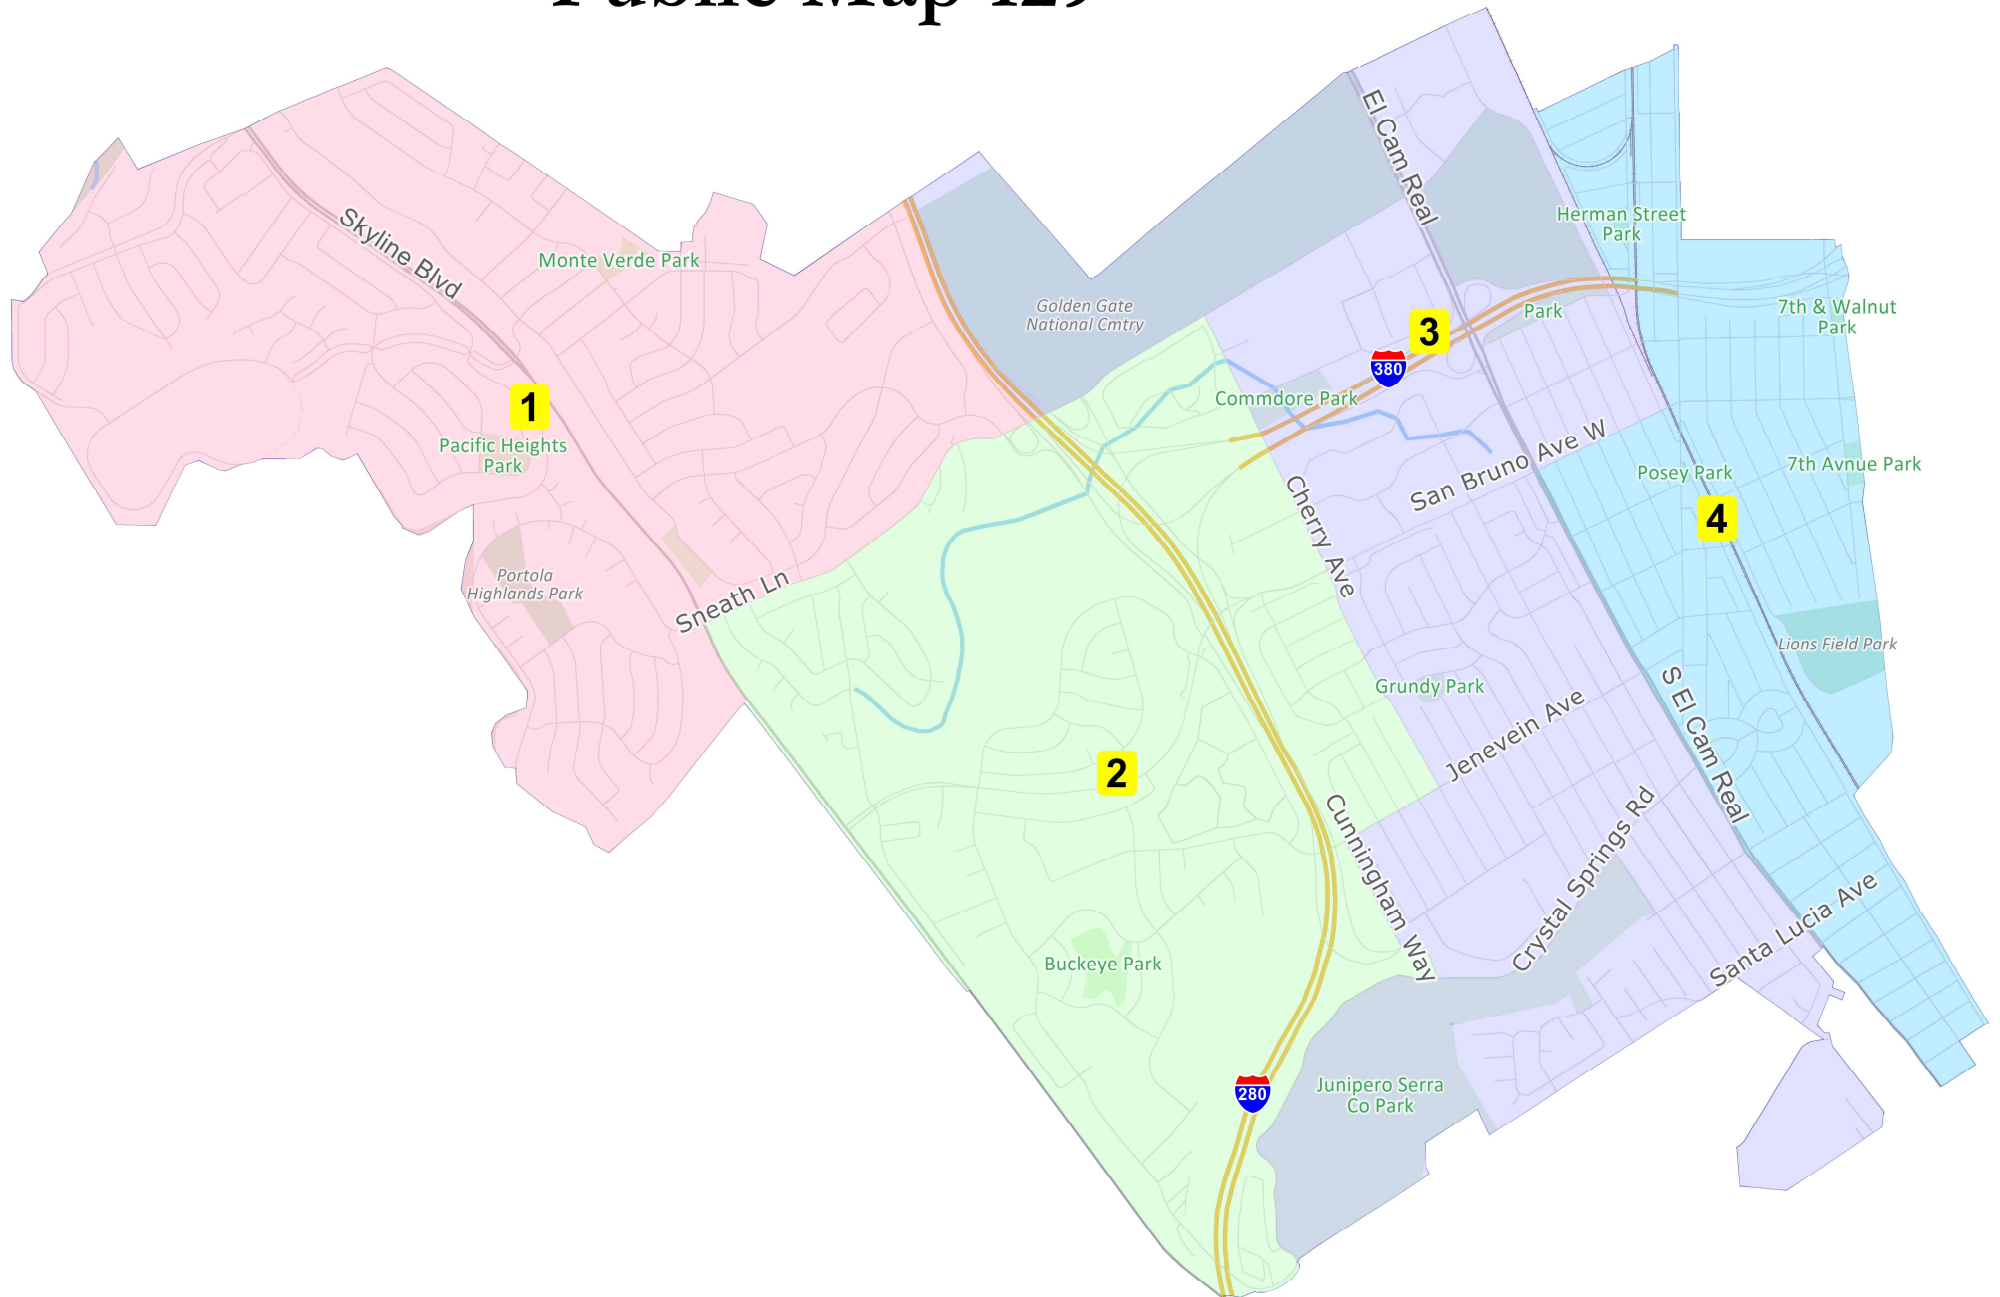 Public Map 129
El Cam Real
Skyline Blvd
Herman Street
Park
Monte Verde Park
Golden Gate
National Cmtry
7th & Walnut
Park
Park
3
380
Commdore Park
1
Pacific Heights
Park
San Bruno Ave W
Posey Park
7th Avnue Park
4
Cherry Ave
Portola
Highlands Park
Sneath Ln
Lions Field Park
Grundy Park
S El Cam Real
Jenevein Ave
2
Cunningham Way
Crystal Springs Rd
Santa Lucia Ave
Buckeye Park
280
Junipero Serra
Co Park